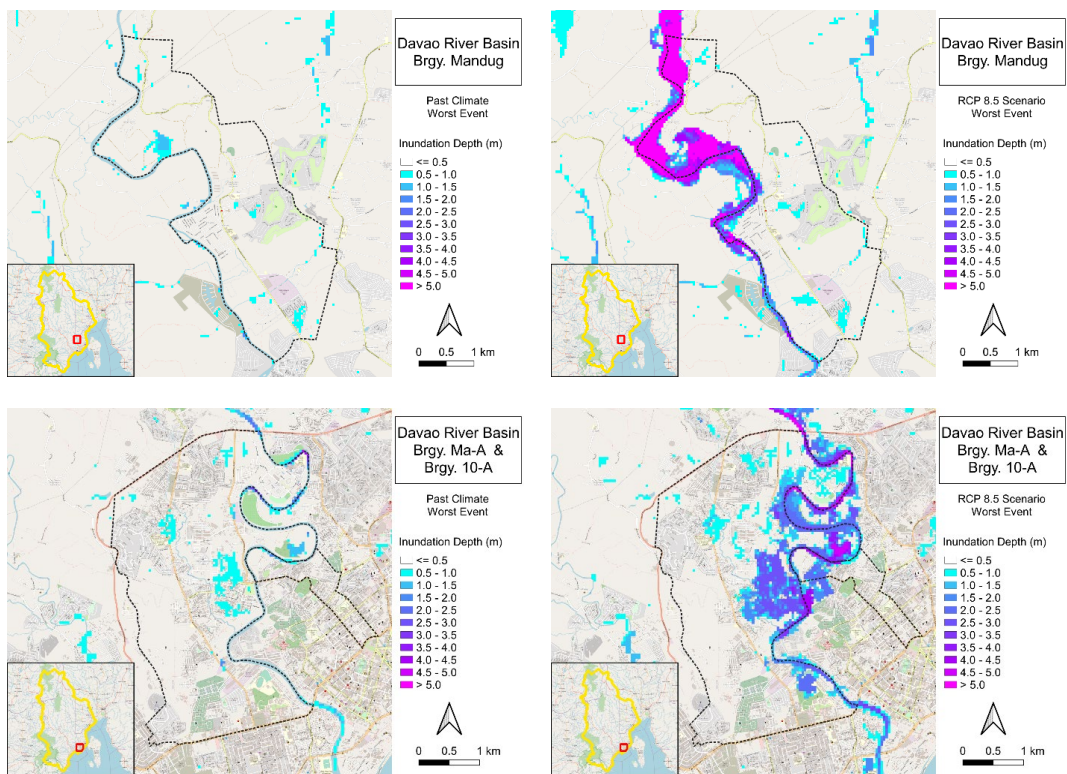 Davao River Basin
Brgy. Mandug
Past Climate
Worst Event
Inundation Depth (m)
<= 0.5
0.5 - 1.0
1.0 - 1.5
1.5 - 2.0
2.0 - 2.5
2.5 - 3.0
3.0 - 3.5
3.5 - 4.0
4.0 - 4.5
4.5 - 5.0
> 5.0
0 0.5 1 km
Davao River Basin
Brgy. Mandug
RCP 8.5 Scenario
Worst Event
Inundation Depth (m)
<= 0.5
0.5 - 1.0
1.0 - 1.5
1.5 - 2.0
2.0 - 2.5
2.5 - 3.0
3.0 - 3.5
3.5 - 4.0
4.0 - 4.5
4.5 - 5.0
> 5.0
0 0.5 1 km
Davao River Basin
Brgy. Ma-A &
Brgy. 10-A
Past Climate
Worst Event
Inundation Depth (m)
<= 0.5
0.5 - 1.0
1.0 - 1.5
1.5 - 2.0
2.0 - 2.5
2.5 - 3.0
3.0 - 3.5
3.5 - 4.0
4.0 - 4.5
4.5 - 5.0
> 5.0
0 0.5 1 km
Davao River Basin
Brgy. Ma-A &
Brgy. 10-A
RCP 8.5 Scenario
Worst Event
Inundation Depth (m)
<= 0.5
0.5 - 1.0
1.0 - 1.5
1.5 - 2.0
2.0 - 2.5
2.5 - 3.0
3.0 - 3.5
3.5 - 4.0
4.0 - 4.5
4.5 - 5.0
> 5.0
0 0.5 1 km